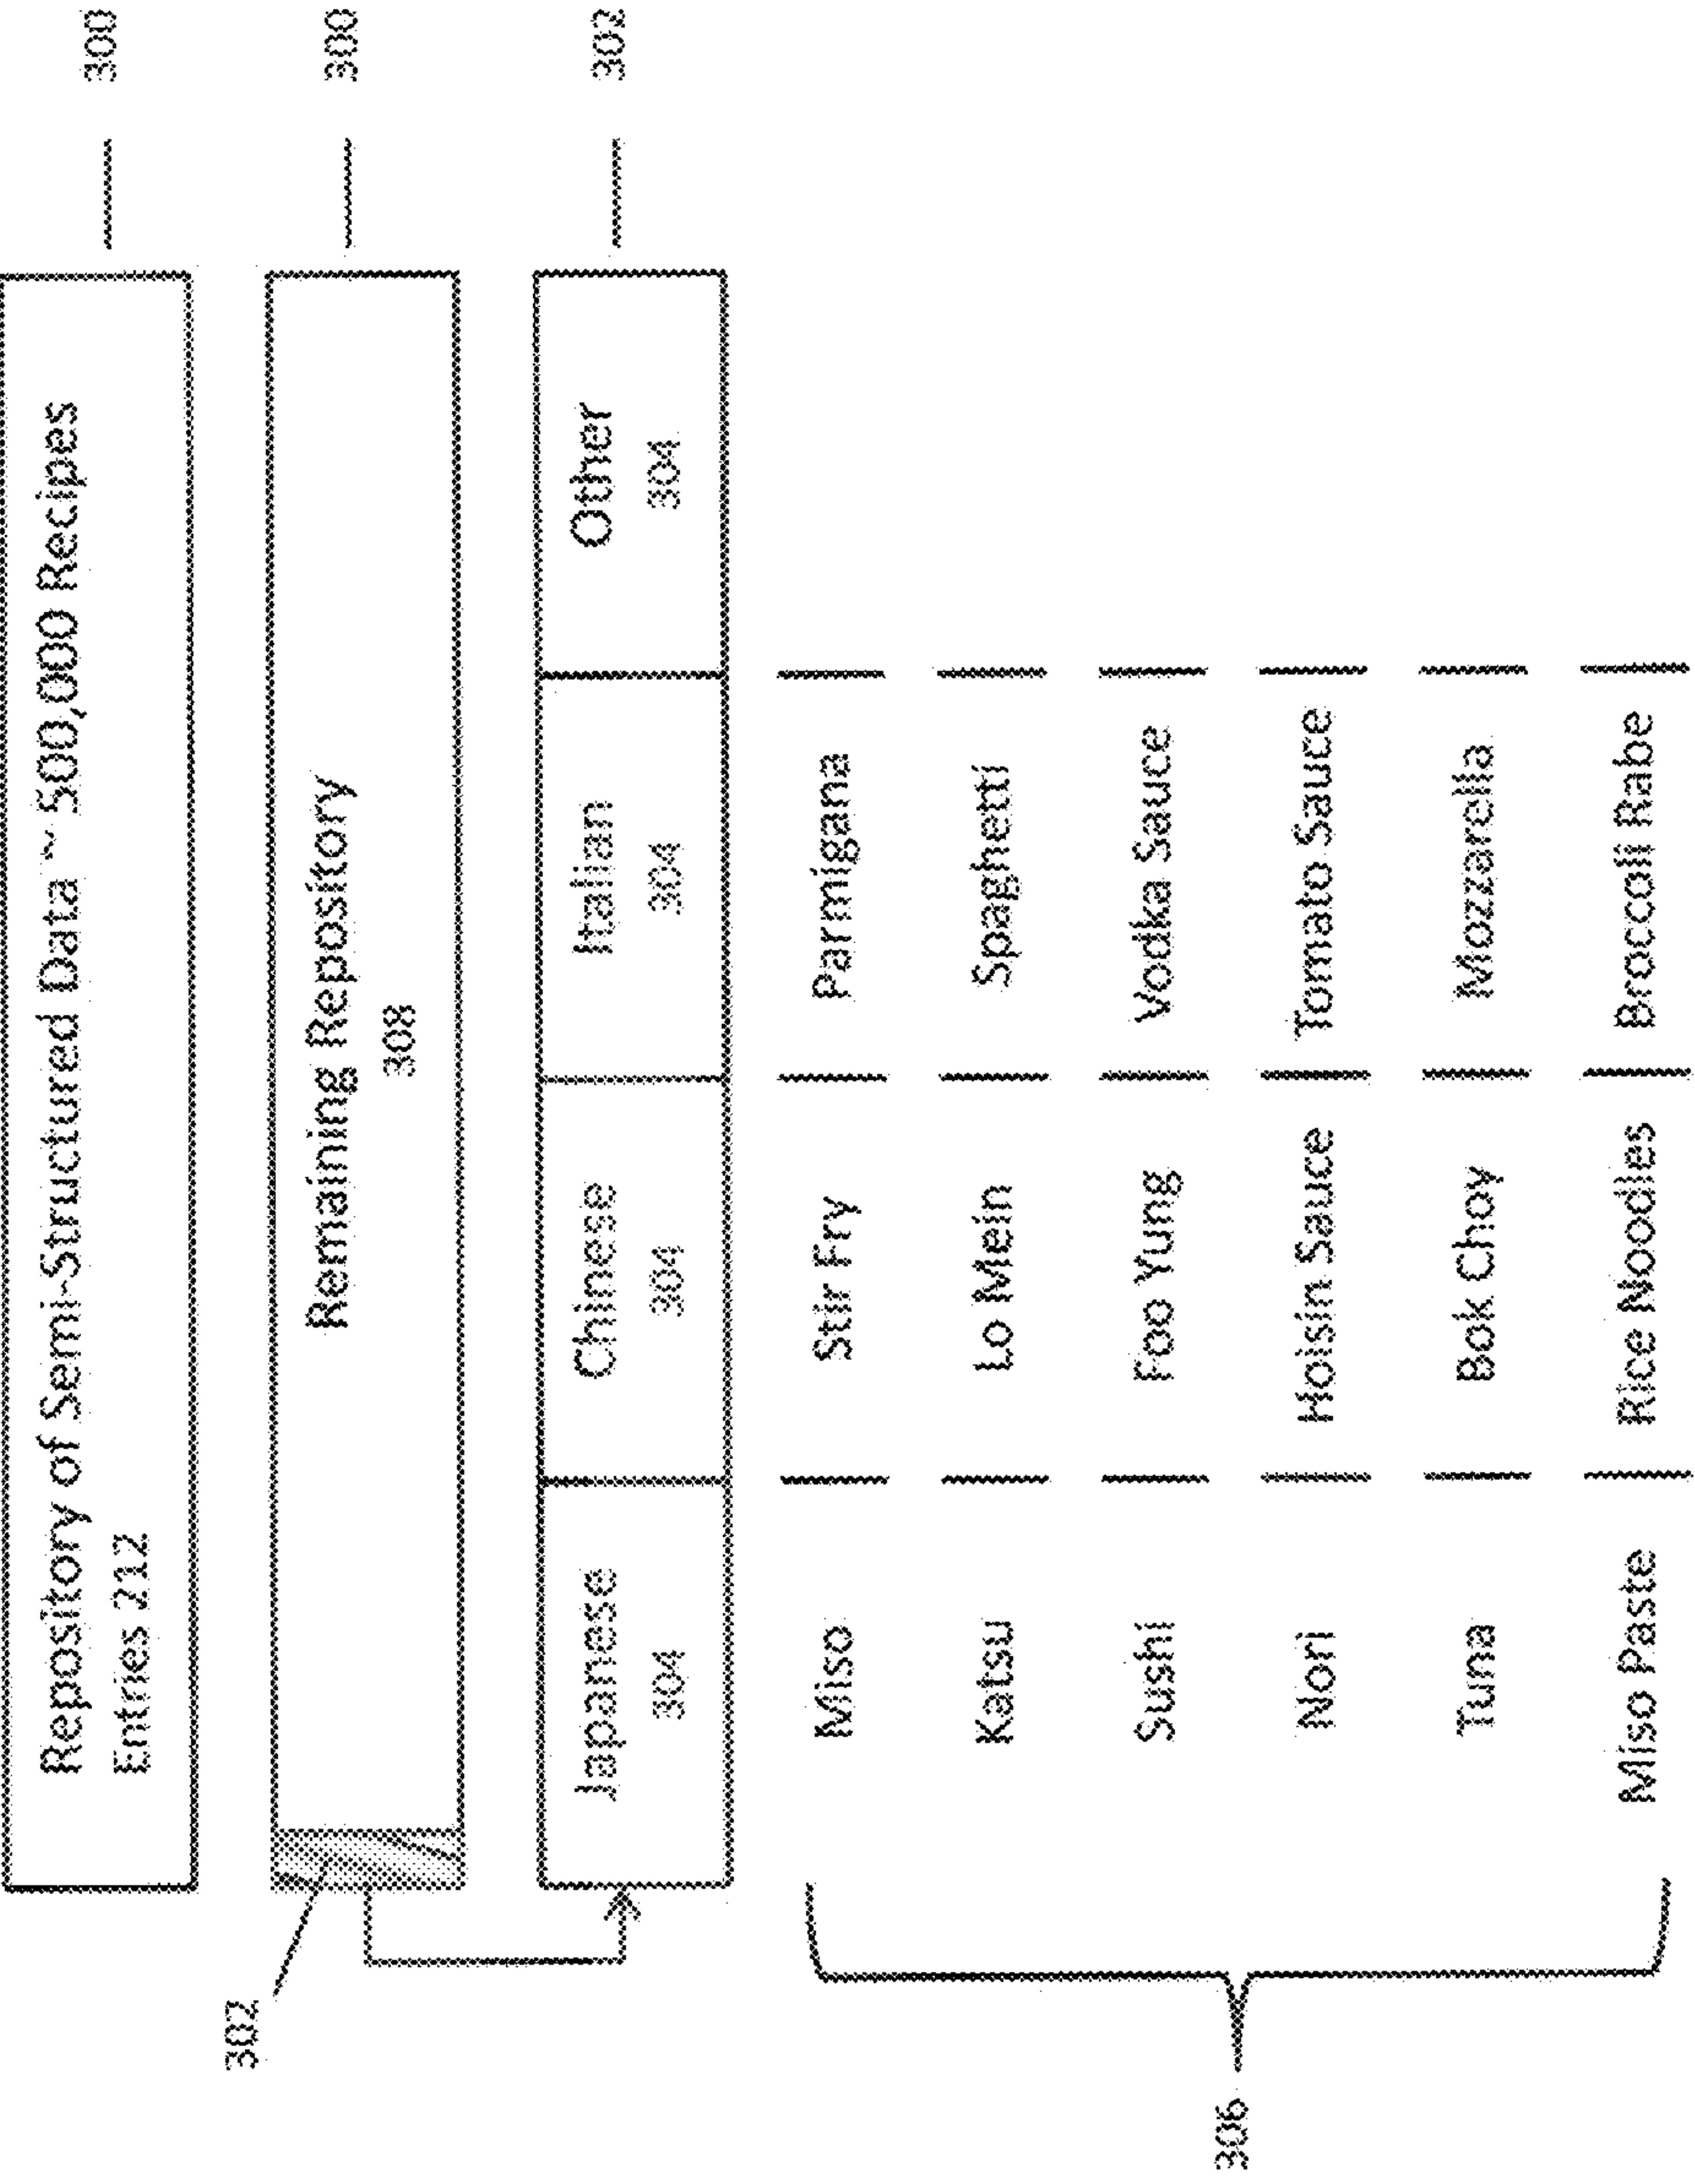 Repository of Semi-Structured Data ~ 500,000 Recipes
Entries 212
300
302
Remaining Repository
308
300
Japanese Chinese Italian Other
304 304 304 304
302
Miso Stir Fry Parmigana
Katsu Lo Mein Spaghetti
Sushi Foo Yung Vodka Sauce
306
Nori Hoisin Sauce Tomato Sauce
Tuna Bok Choy Mozzarella
Miso Paste Rice Noodles Broccoli Rabe